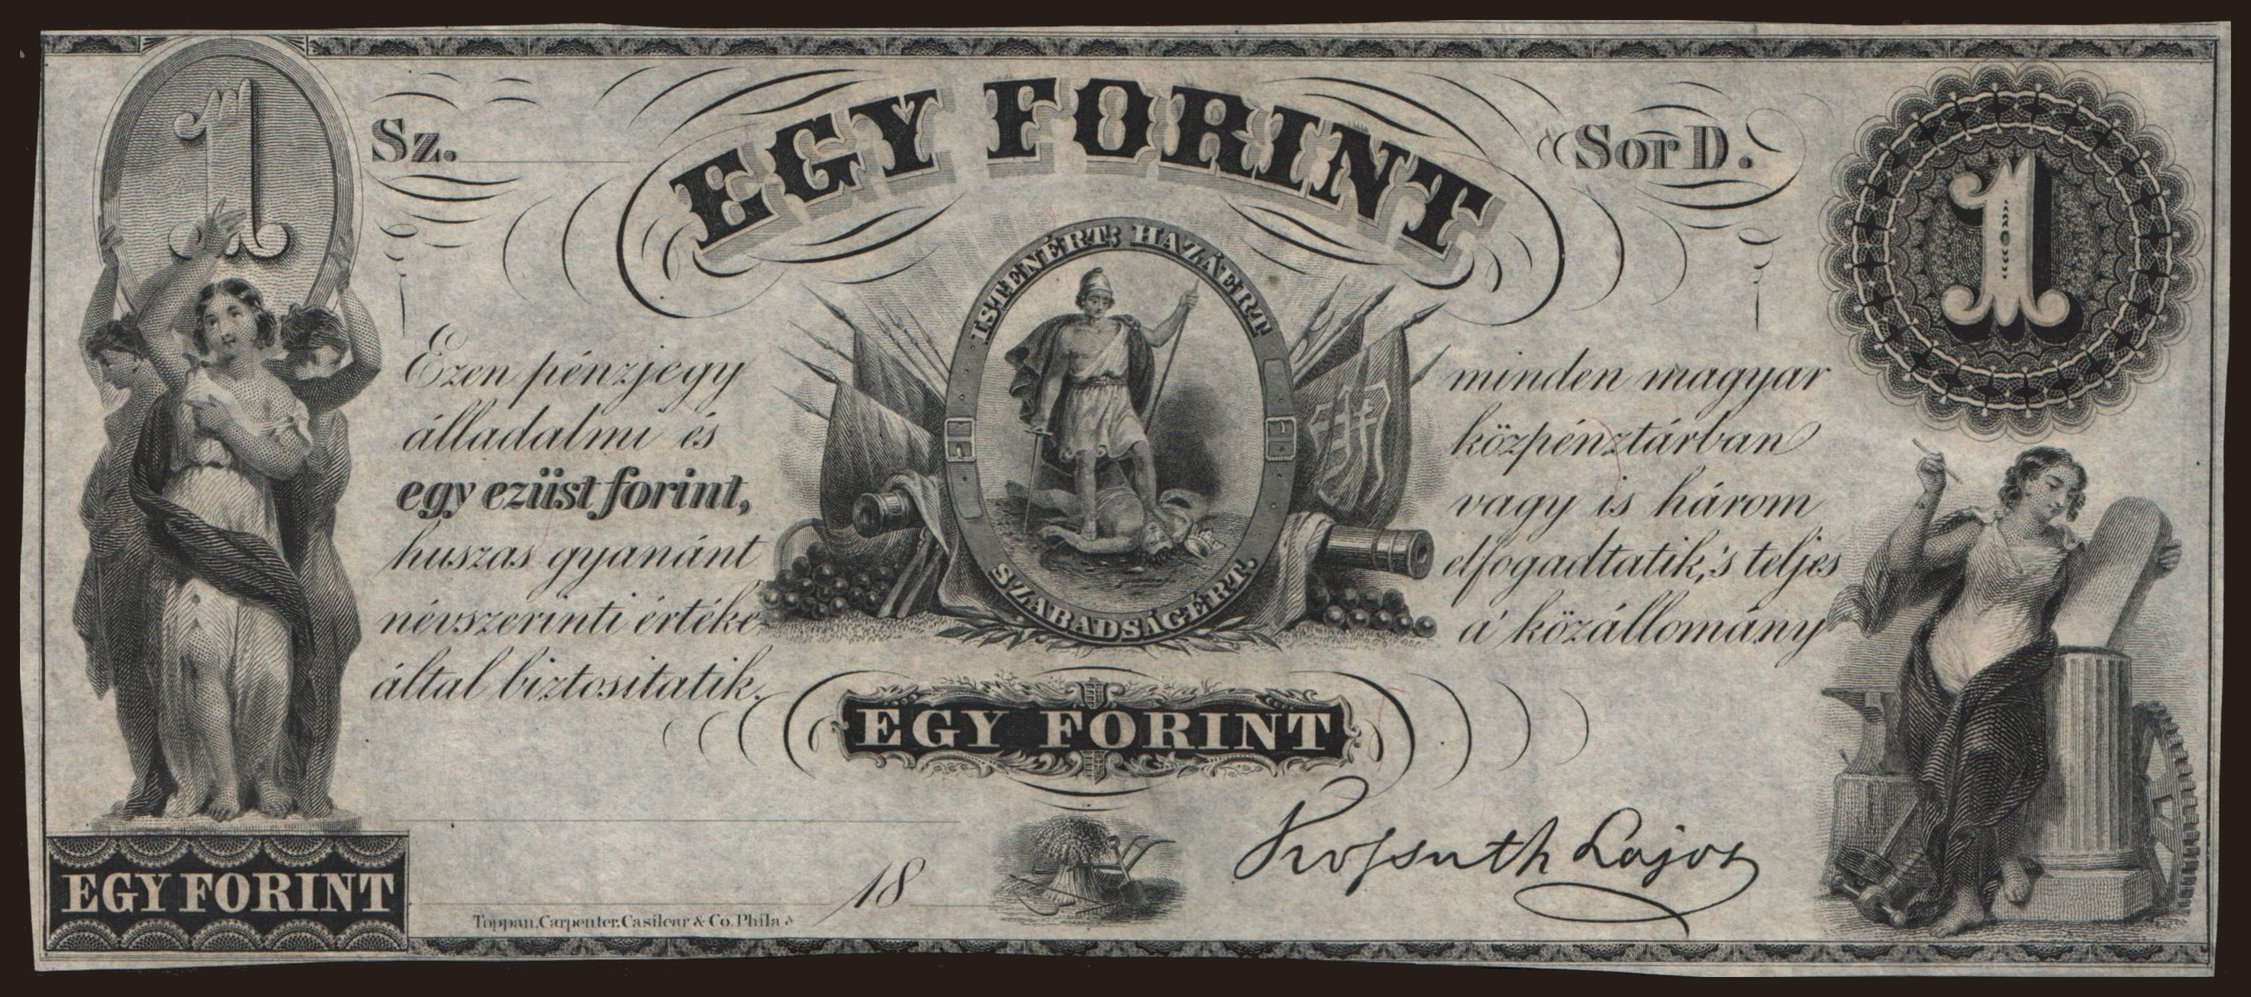 1
Sz.
EGY FORINT
Sor D.
1
ISTENÉRT; HAZÁÉRT
SZABADSÁGÉRT.
Ezen pénzjegy minden magyar
álladalmi és közpénztárban
egy ezüst forint, vagy is három
huszas gyanánt elfogadtatik,'s teljes
névszerinti értéke a' közállomány
által biztositatik.
EGY FORINT
Kossuth Lajos
18
EGY FORINT
Toppan, Carpenter, Casilear & Co. Phila.